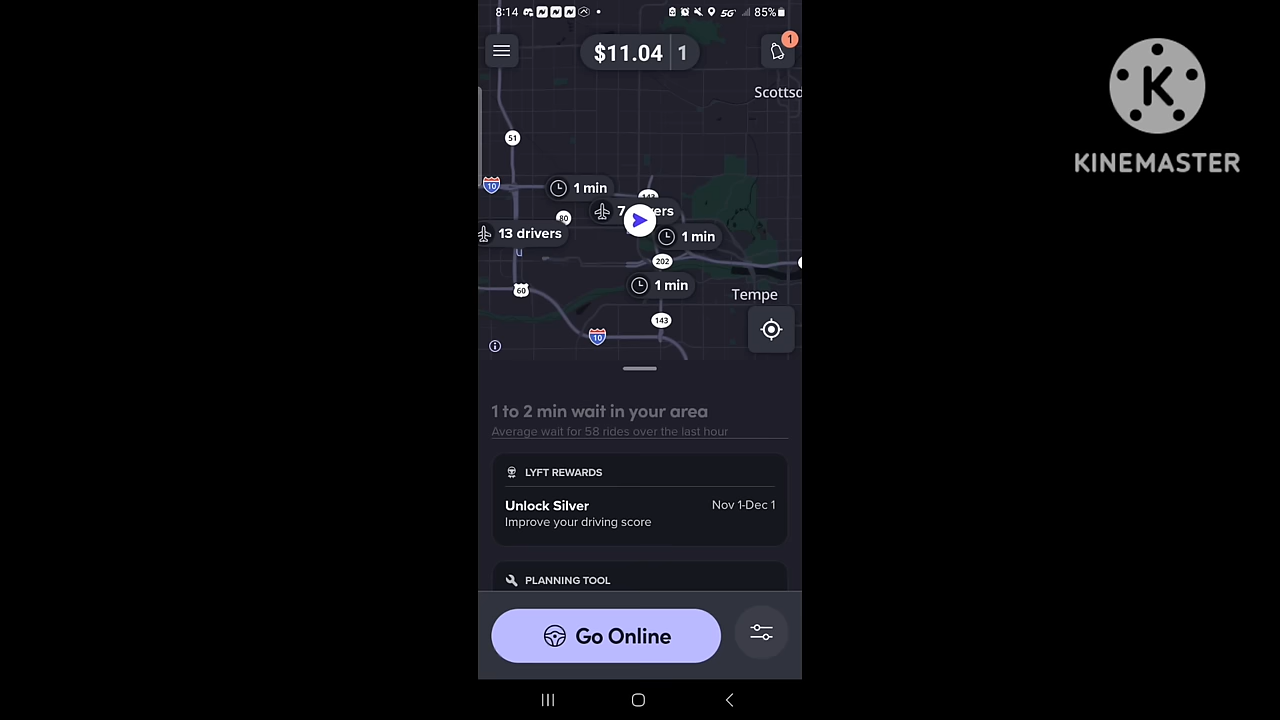 8:14
5G
85%
$11.04 1
1
Scottsd
51
10
1 min
143
80
7
ers
13 drivers
1 min
202
1 min
60
Tempe
143
10
1 to 2 min wait in your area
Average wait for 58 rides over the last hour
LYFT REWARDS
Unlock Silver
Nov 1-Dec 1
Improve your driving score
PLANNING TOOL
Go Online
K
KINEMASTER